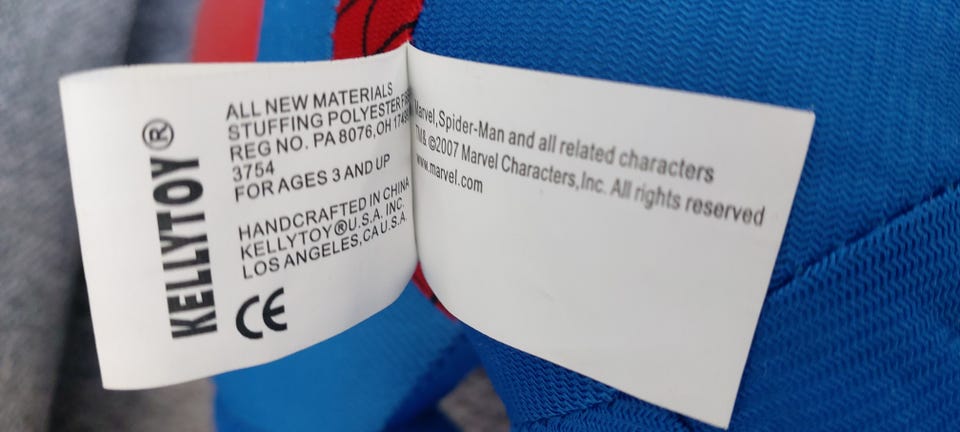 KELLYTOY®
ALL NEW MATERIALS
STUFFING POLYESTER
REG NO. PA 8076, OH
3754
FOR AGES 3 AND UP
HANDCRAFTED IN CHINA
KELLYTOY®U.S.A. INC.
LOS ANGELES, CA U.S.A.
CE
Marvel,Spider-Man and all related characters
TM& ©2007 Marvel Characters,Inc. All rights reserved
www.marvel.com